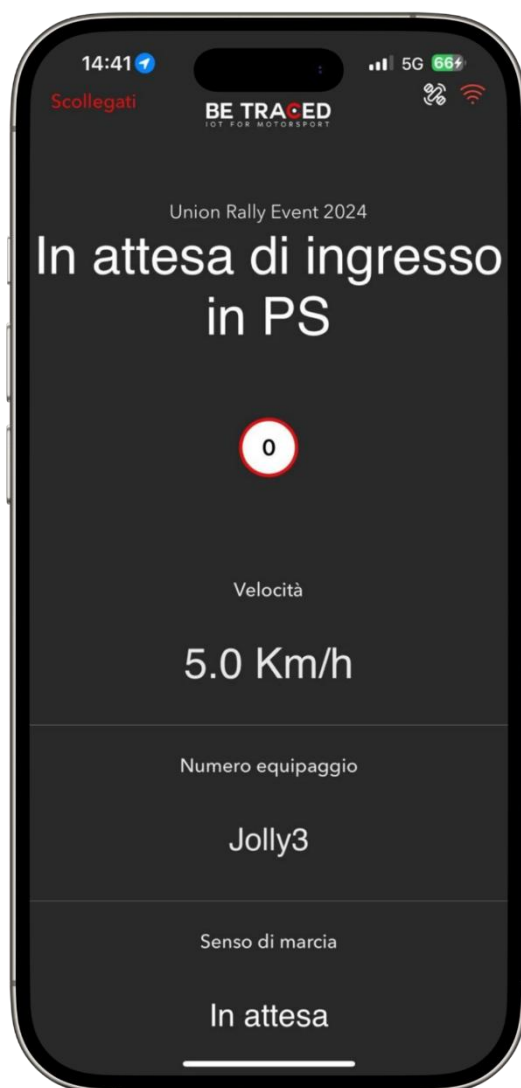 14:41
5G 66
Scollegati
BE TRACED
IOT FOR MOTORSPORT
Union Rally Event 2024
In attesa di ingresso
in PS
0
Velocità
5.0 Km/h
Numero equipaggio
Jolly3
Senso di marcia
In attesa